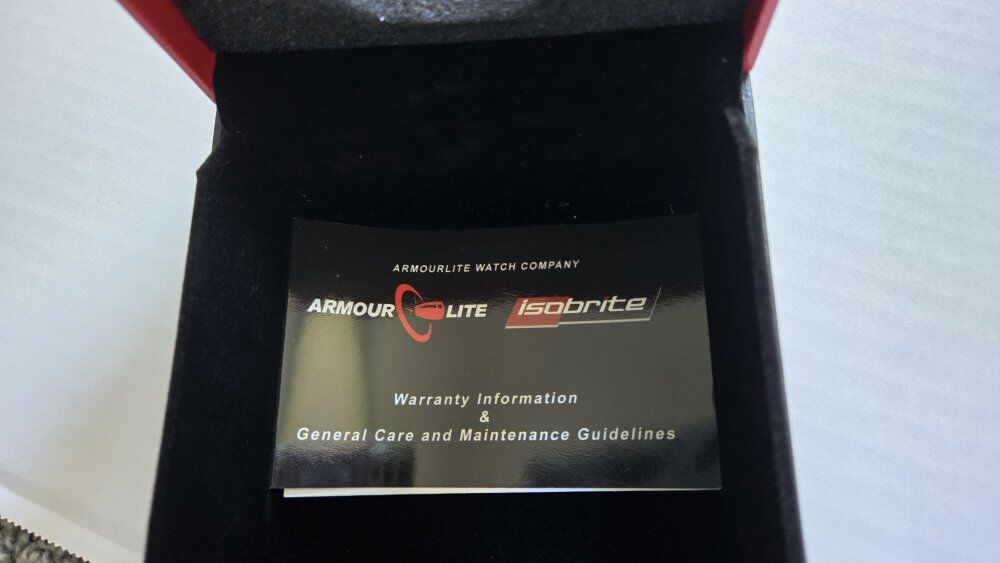 ARMOURLITE WATCH COMPANY
ARMOUR LITE isobrite
Warranty Information
&
General Care and Maintenance Guidelines